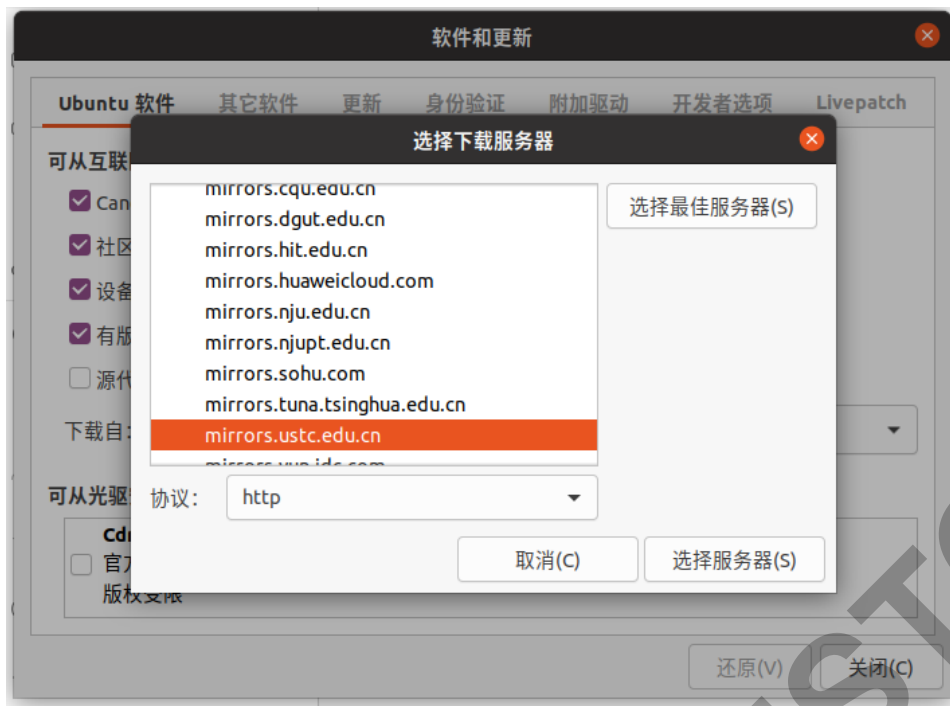 软件和更新
Ubuntu 软件 其它软件 更新 身份验证 附加驱动 开发者选项 Livepatch
选择下载服务器
可从互联
mirrors.cqu.edu.cn
选择最佳服务器(S)
Can
mirrors.dgut.edu.cn
社区
mirrors.hit.edu.cn
mirrors.huaweicloud.com
设备
mirrors.nju.edu.cn
有版
mirrors.njupt.edu.cn
源代
mirrors.sohu.com
mirrors.tuna.tsinghua.edu.cn
下载自:
mirrors.ustc.edu.cn
mirrors.yun-idc.com
可从光驱
协议: http
Cdr
官方
取消(C) 选择服务器(S)
版权受限
还原(V) 关闭(C)